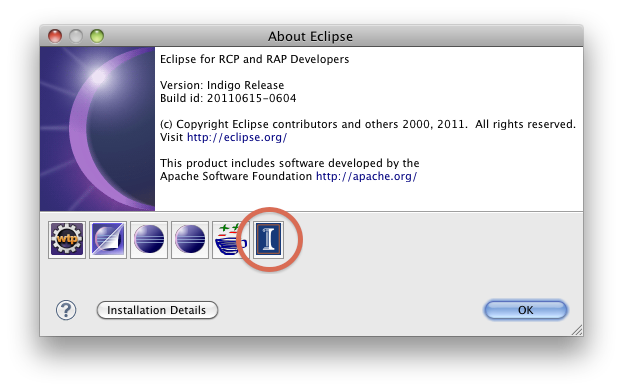 About Eclipse
Eclipse for RCP and RAP Developers
Version: Indigo Release
Build id: 20110615-0604
(c) Copyright Eclipse contributors and others 2000, 2011.  All rights reserved.
Visit http://eclipse.org/
This product includes software developed by the
Apache Software Foundation http://apache.org/
wtp
I
?
Installation Details
OK